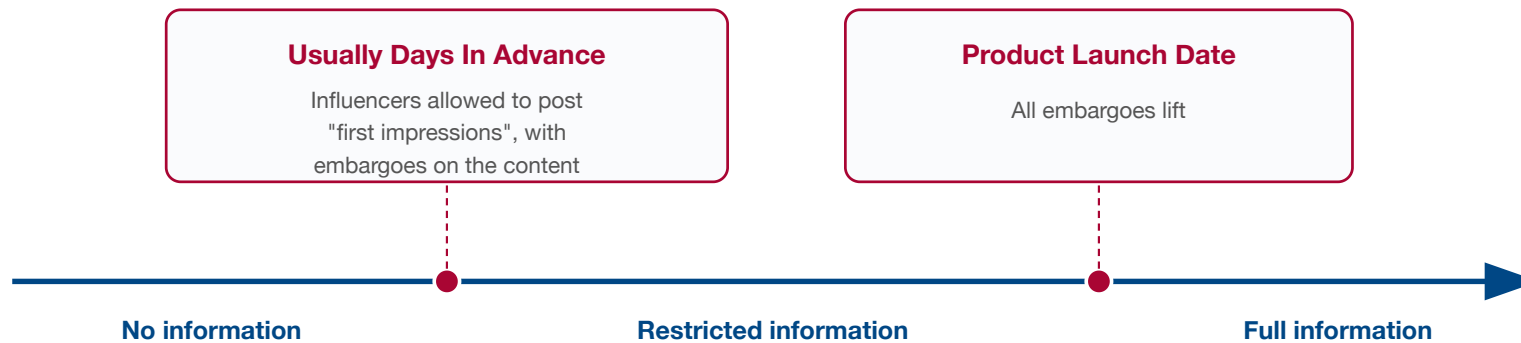 Usually Days In Advance
Influencers allowed to post
"first impressions", with
embargoes on the content
Product Launch Date
All embargoes lift
No information
Restricted information
Full information